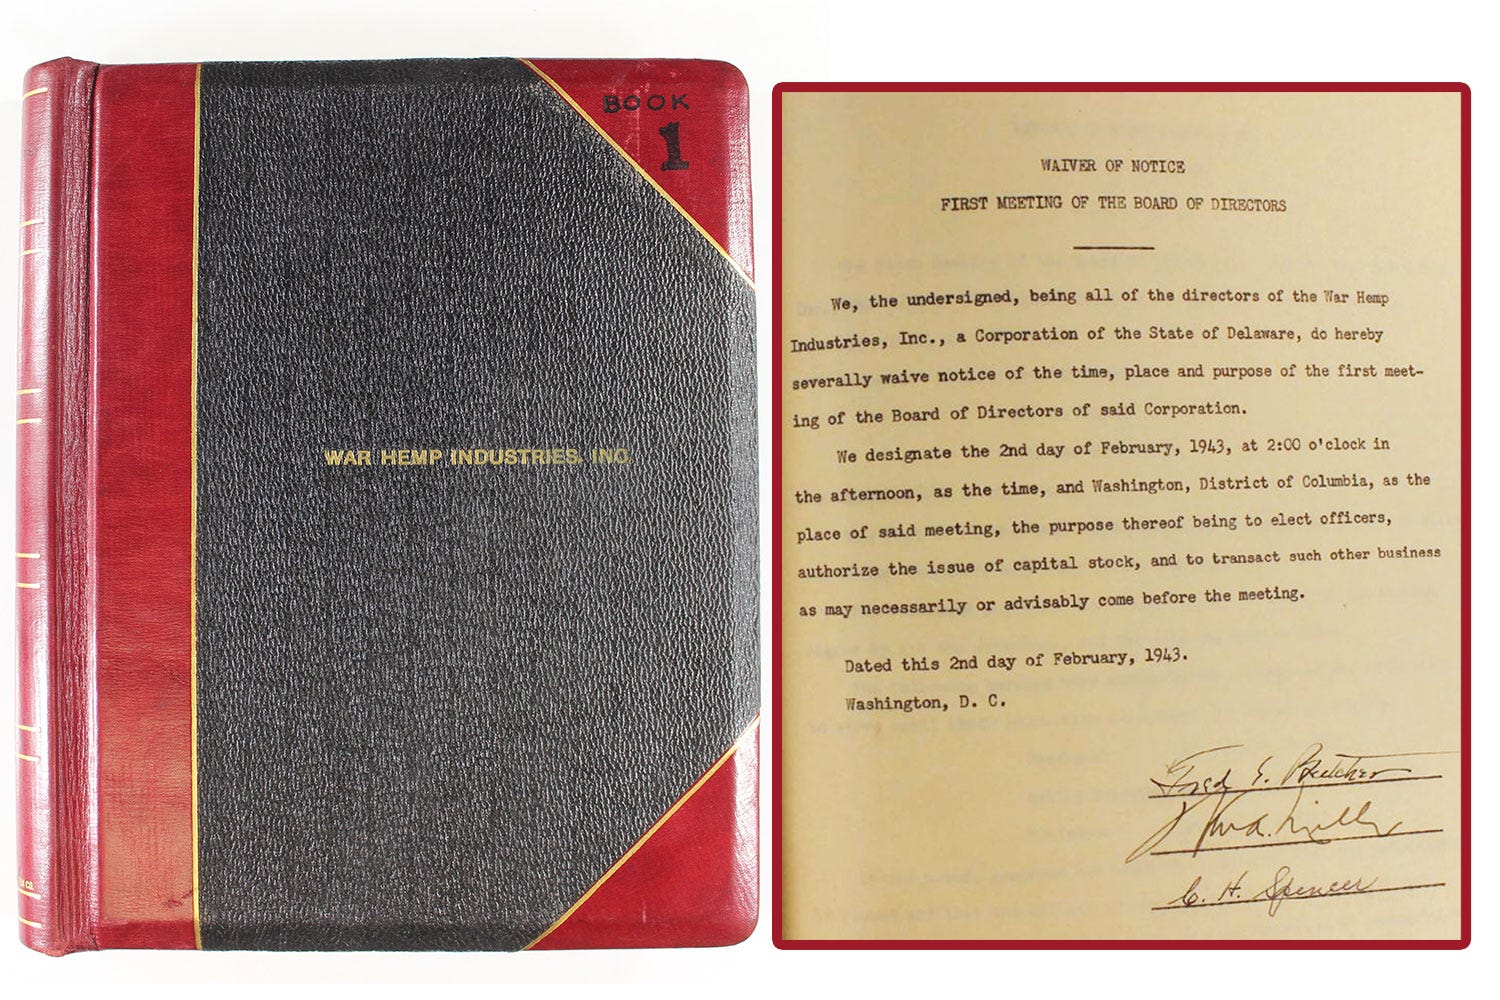 BOOK
1
WAR HEMP INDUSTRIES, INC.
WAIVER OF NOTICE
FIRST MEETING OF THE BOARD OF DIRECTORS
We, the undersigned, being all of the directors of the War Hemp
Industries, Inc., a Corporation of the State of Delaware, do hereby
severally waive notice of the time, place and purpose of the first meet-
ing of the Board of Directors of said Corporation.
We designate the 2nd day of February, 1943, at 2:00 o'clock in
the afternoon, as the time, and Washington, District of Columbia, as the
place of said meeting, the purpose thereof being to elect officers,
authorize the issue of capital stock, and to transact such other business
as may necessarily or advisably come before the meeting.
Dated this 2nd day of February, 1943.
Washington, D. C.
Fred E. Butcher
C. H. Spencer